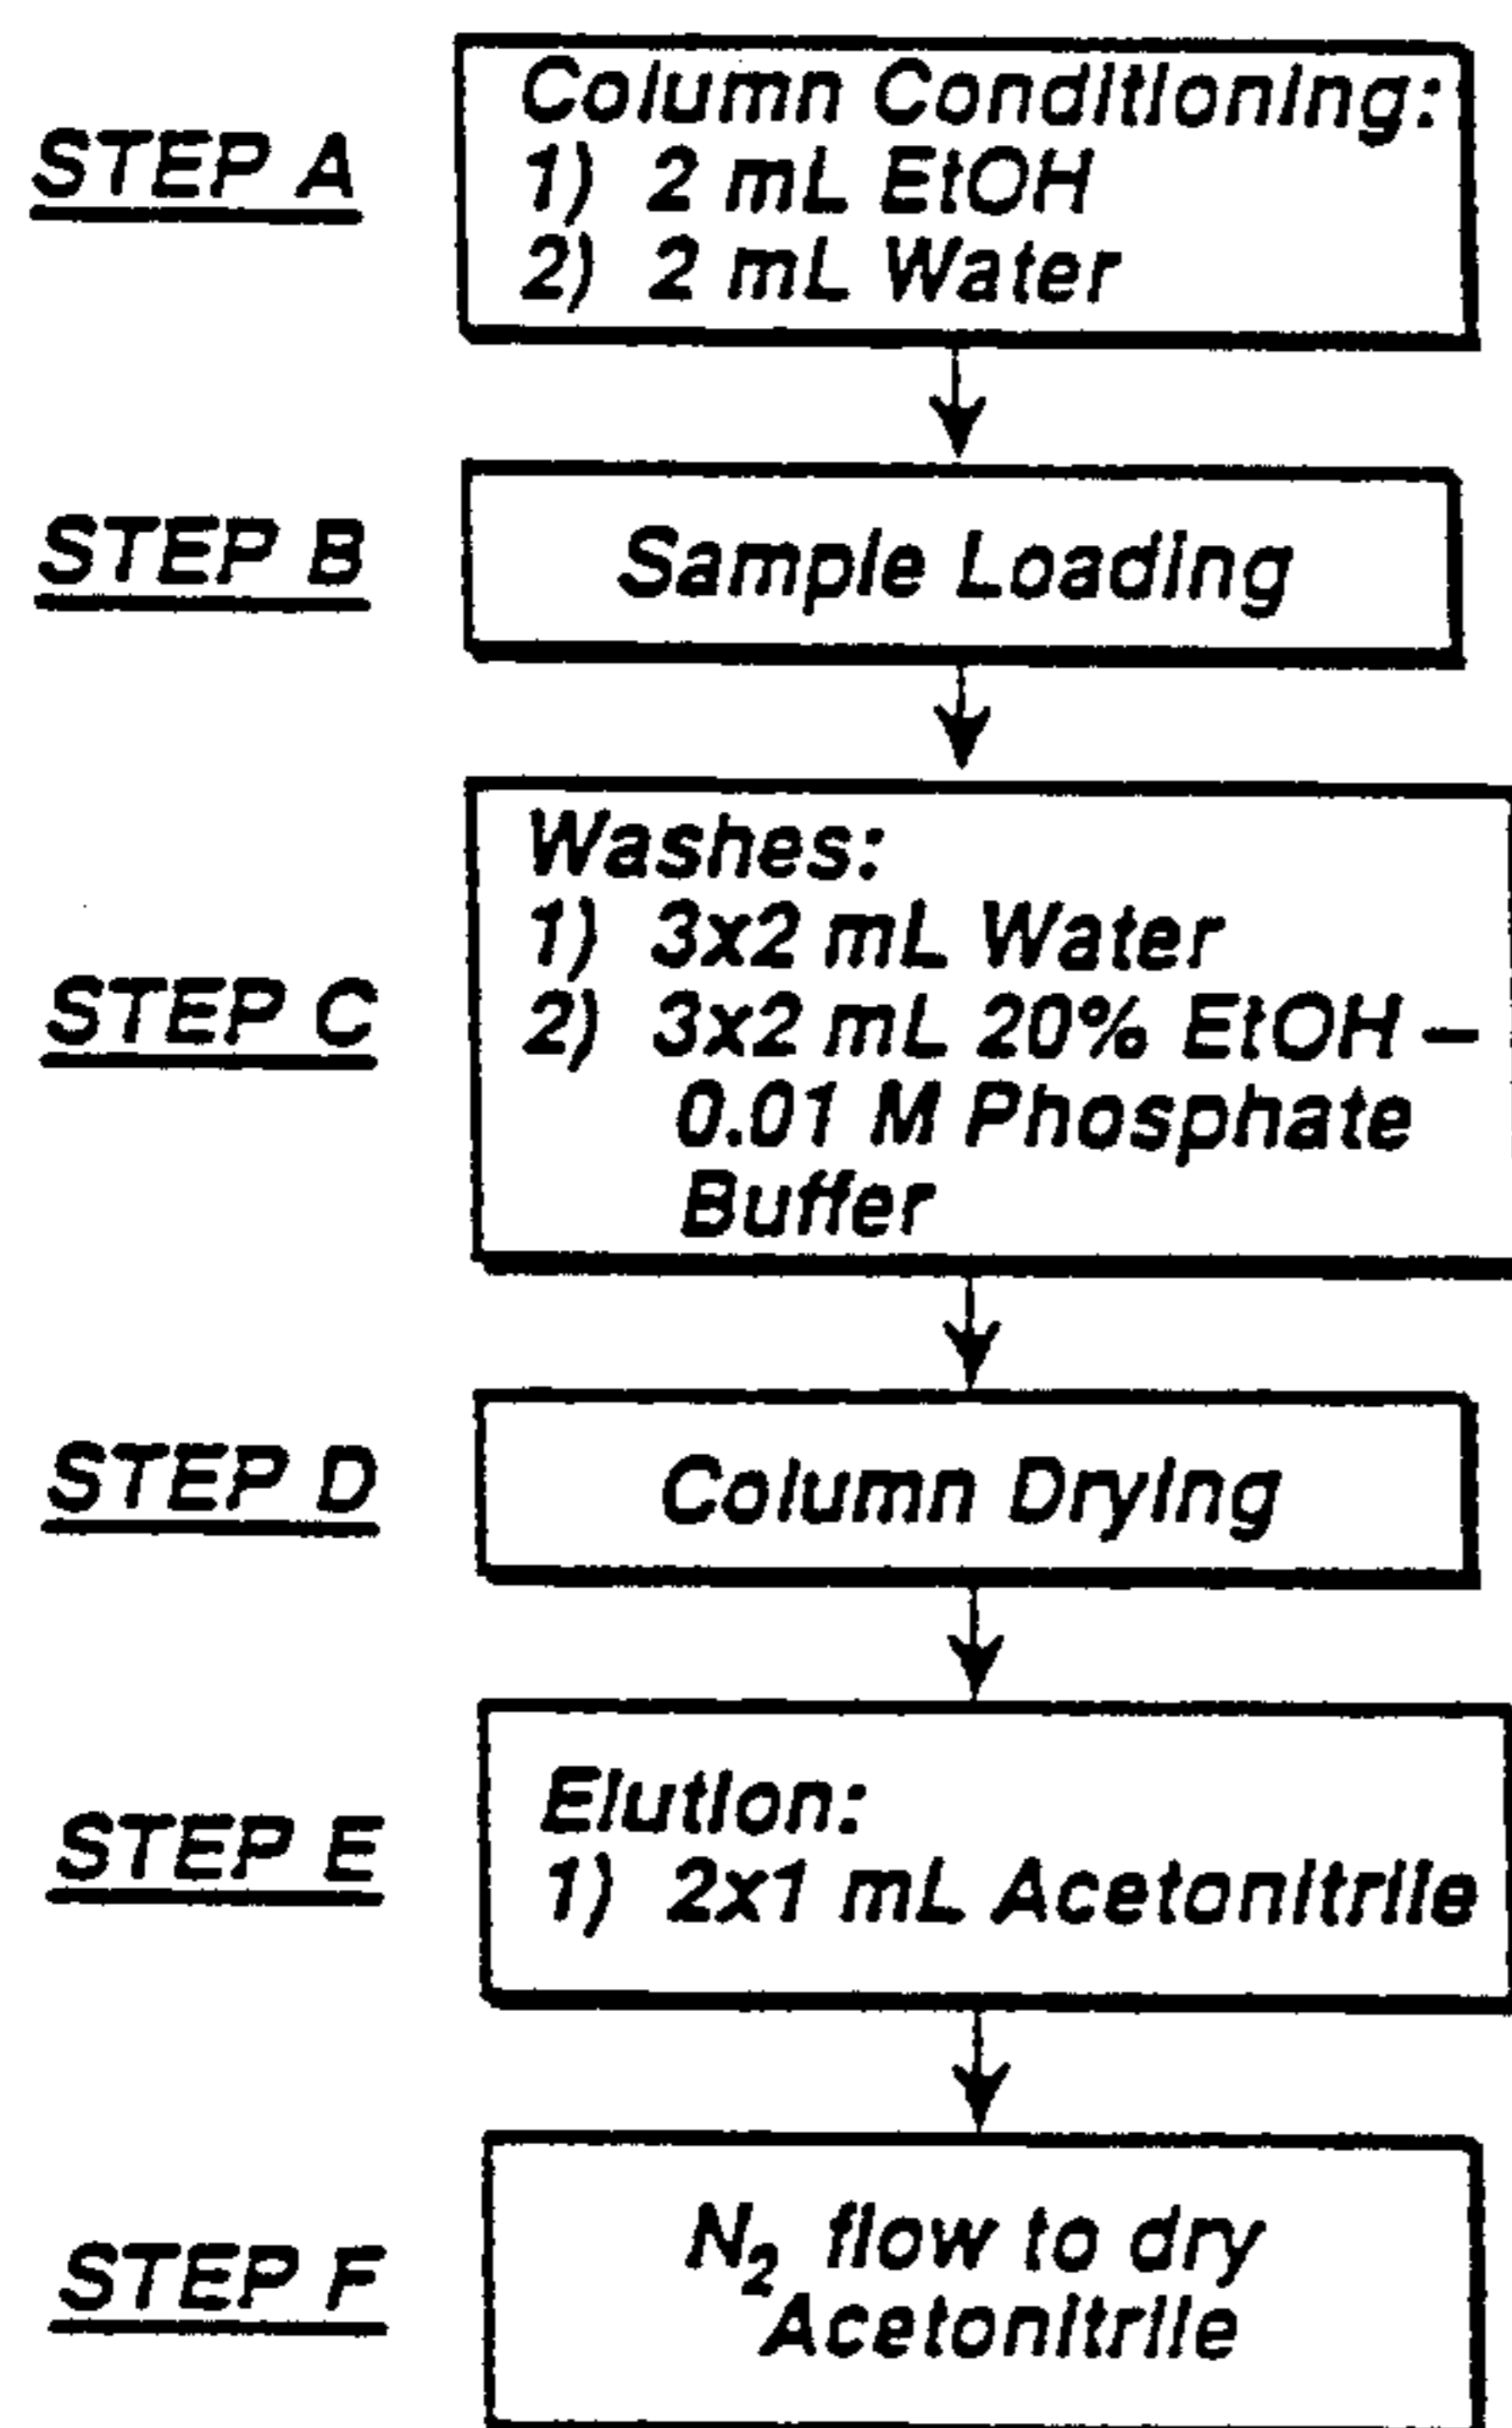 STEP A
Column Conditioning:
1) 2 mL EtOH
2) 2 mL Water
STEP B
Sample Loading
STEP C
Washes:
1) 3x2 mL Water
2) 3x2 mL 20% EtOH –
0.01 M Phosphate
Buffer
STEP D
Column Drying
STEP E
Elution:
1) 2x1 mL Acetonitrile
STEP F
N₂ flow to dry
Acetonitrile